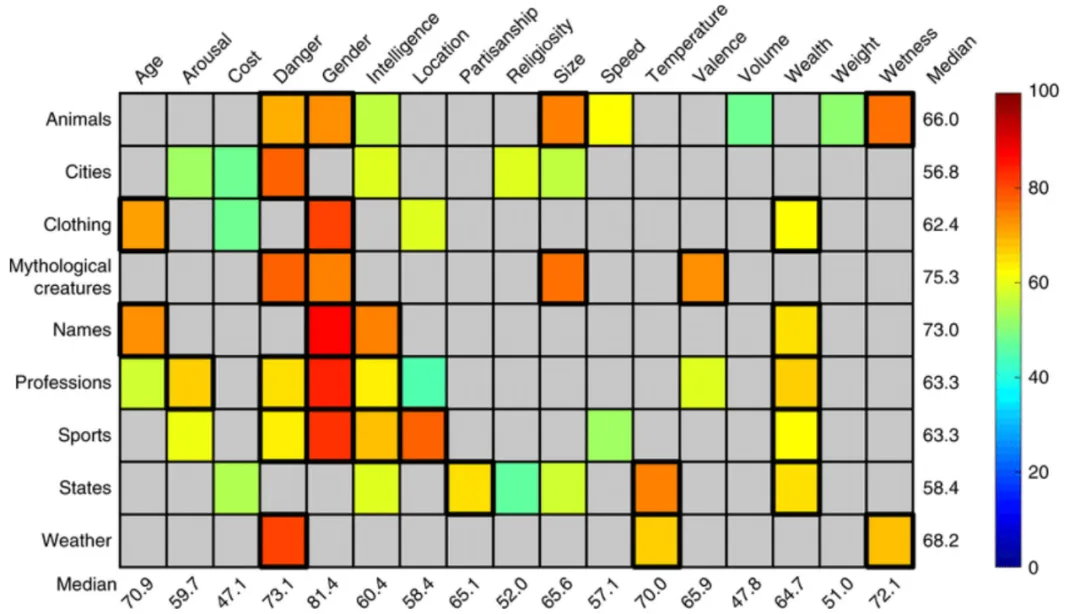 Age Arousal Cost Danger Gender Intelligence Location Partisanship Religiosity Size Speed Temperature Valence Volume Wealth Weight Wetness Median
100
Animals 66.0
Cities 56.8
80
Clothing 62.4
Mythological
creatures 75.3
60
Names 73.0
Professions 63.3
40
Sports 63.3
20
States 58.4
Weather 68.2
0
Median 70.9 59.7 47.1 73.1 81.4 60.4 58.4 65.1 52.0 65.6 57.1 70.0 65.9 47.8 64.7 51.0 72.1